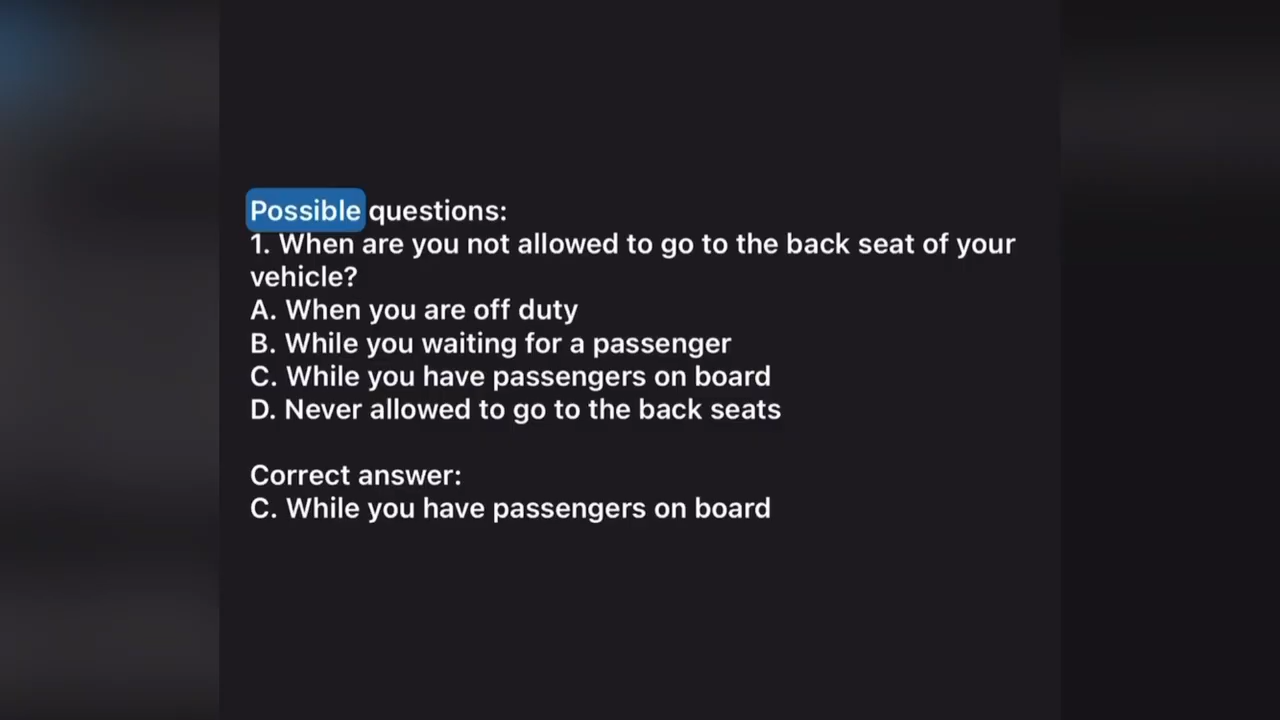 Possible questions:
1. When are you not allowed to go to the back seat of your
vehicle?
A. When you are off duty
B. While you waiting for a passenger
C. While you have passengers on board
D. Never allowed to go to the back seats
Correct answer:
C. While you have passengers on board